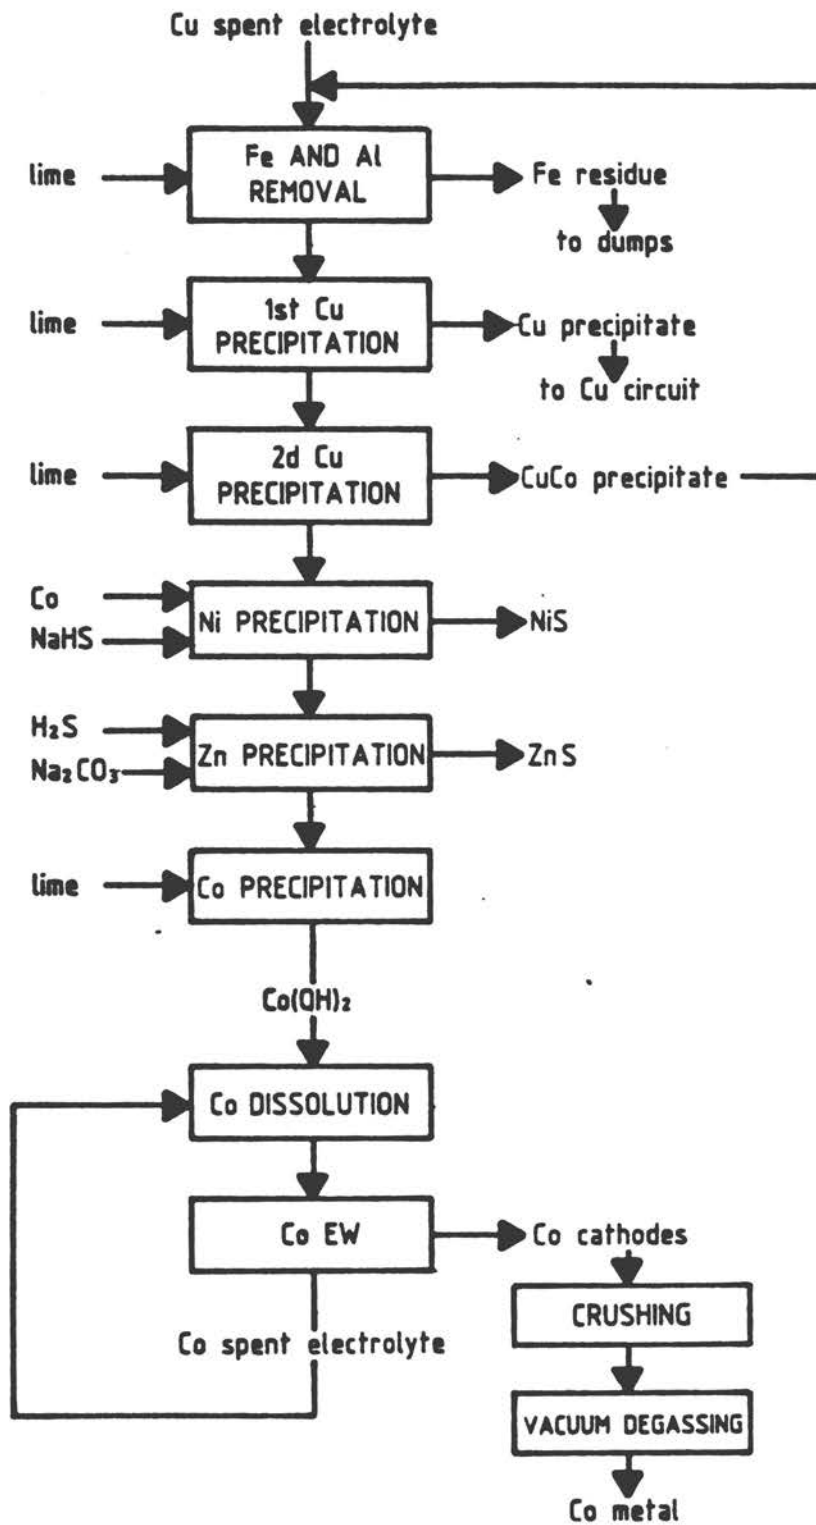 Cu spent electrolyte
lime
Fe AND Al
REMOVAL
Fe residue
to dumps
lime
1st Cu
PRECIPITATION
Cu precipitate
to Cu circuit
lime
2d Cu
PRECIPITATION
CuCo precipitate
Co
NaHS
Ni PRECIPITATION
NiS
H₂S
Na₂CO₃
Zn PRECIPITATION
ZnS
lime
Co PRECIPITATION
Co(OH)₂
Co DISSOLUTION
Co EW
Co cathodes
CRUSHING
Co spent electrolyte
VACUUM DEGASSING
Co metal